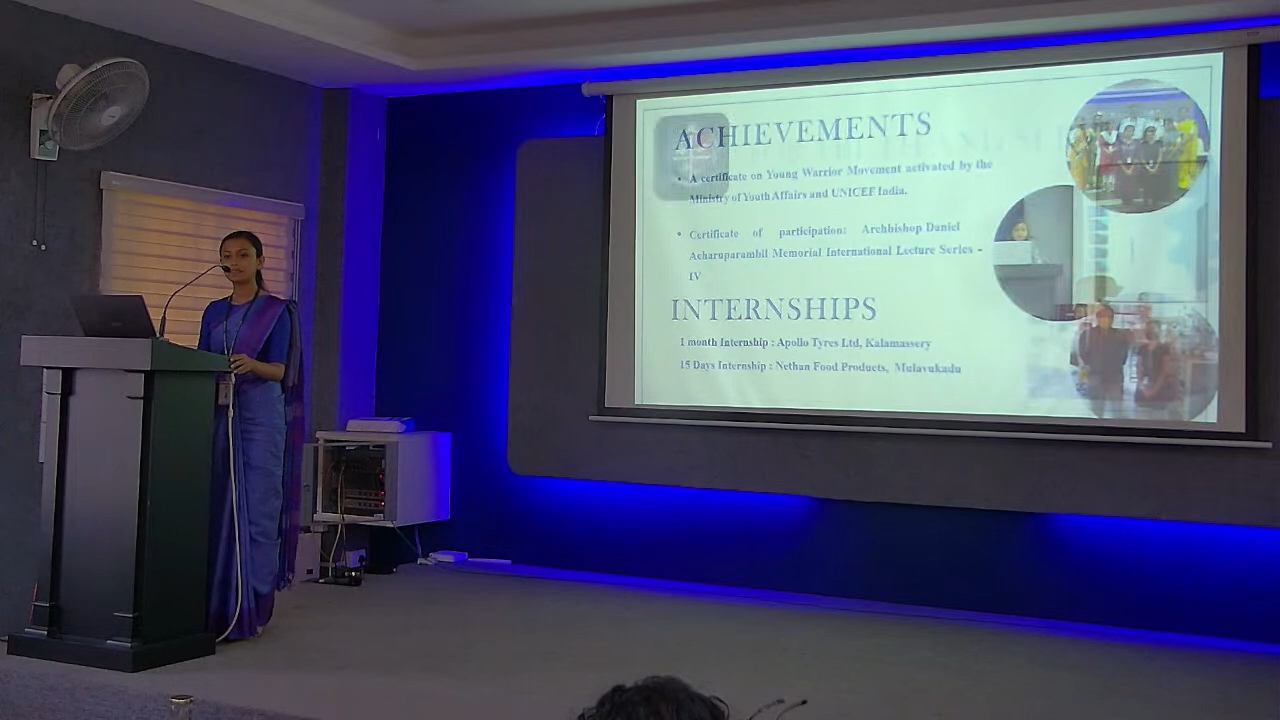 ACHIEVEMENTS
• A certificate on Young Warrior Movement activated by the
Ministry of Youth Affairs and UNICEF India.
• Certificate of participation: Archbishop Daniel
Acharuparambil Memorial International Lecture Series -
IV
INTERNSHIPS
1 month Internship : Apollo Tyres Ltd, Kalamassery
15 Days Internship : Nethan Food Products, Mulavukadu